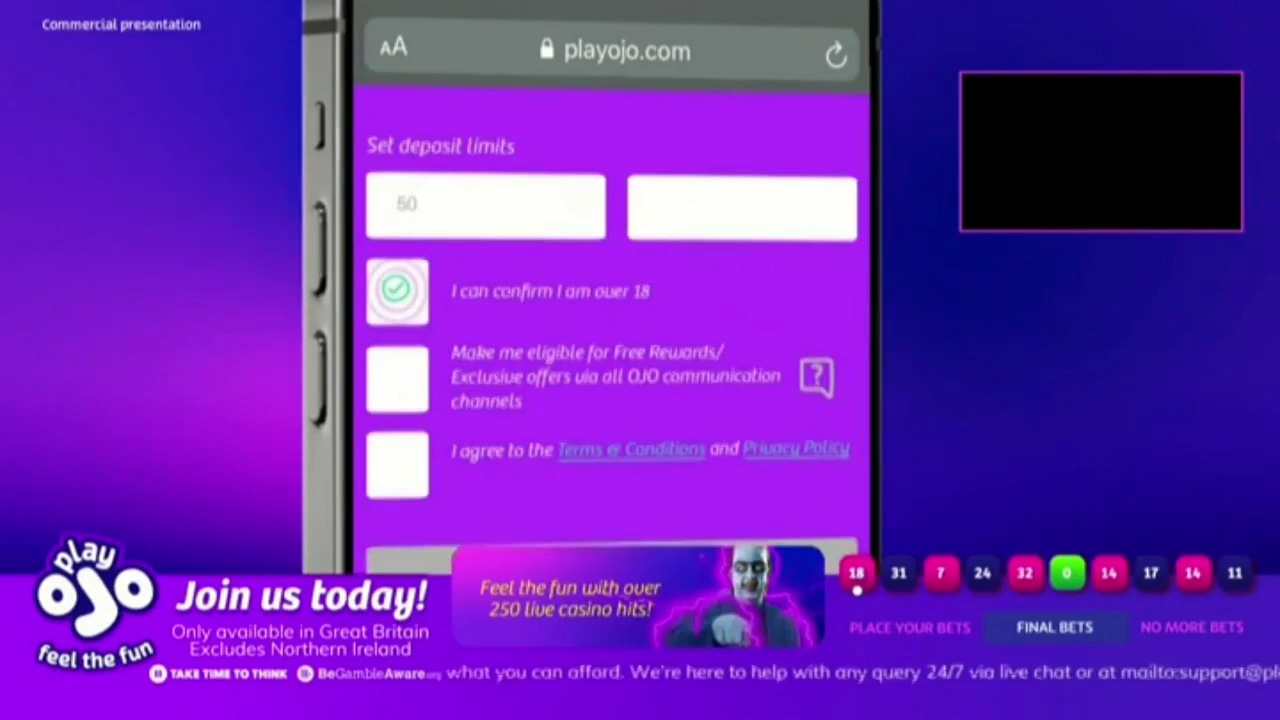 Commercial presentation
AA
playojo.com
Set deposit limits
50
I can confirm I am over 18
Make me eligible for Free Rewards/
Exclusive offers via all OJO communication
channels
?
I agree to the Terms & Conditions and Privacy Policy
play
OJO
feel the fun
Join us today!
Only available in Great Britain
Excludes Northern Ireland
Feel the fun with over
250 live casino hits!
18 31 7 24 32 0 14 17 14 11
PLACE YOUR BETS FINAL BETS NO MORE BETS
TAKE TIME TO THINK BeGambleAware.org what you can afford. We're here to help with any query 24/7 via live chat or at mailto:support@pl